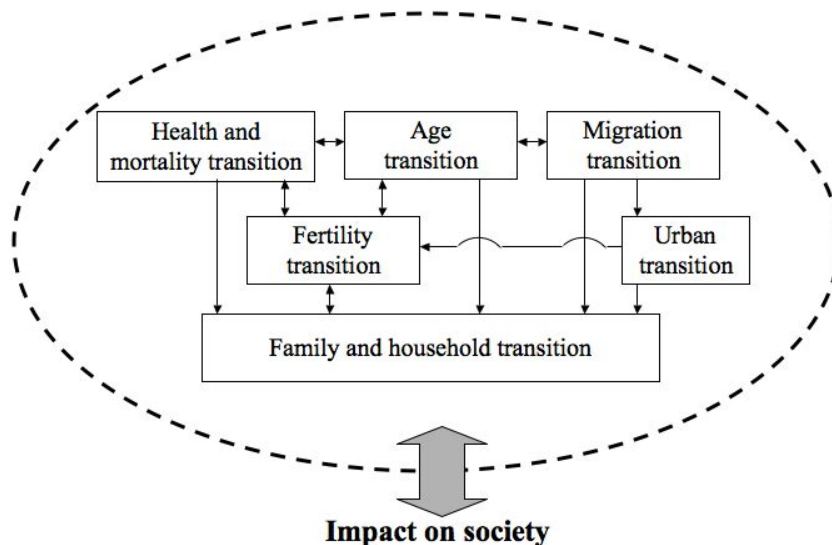 Health and
mortality transition
Age
transition
Migration
transition
Fertility
transition
Urban
transition
Family and household transition
Impact on society